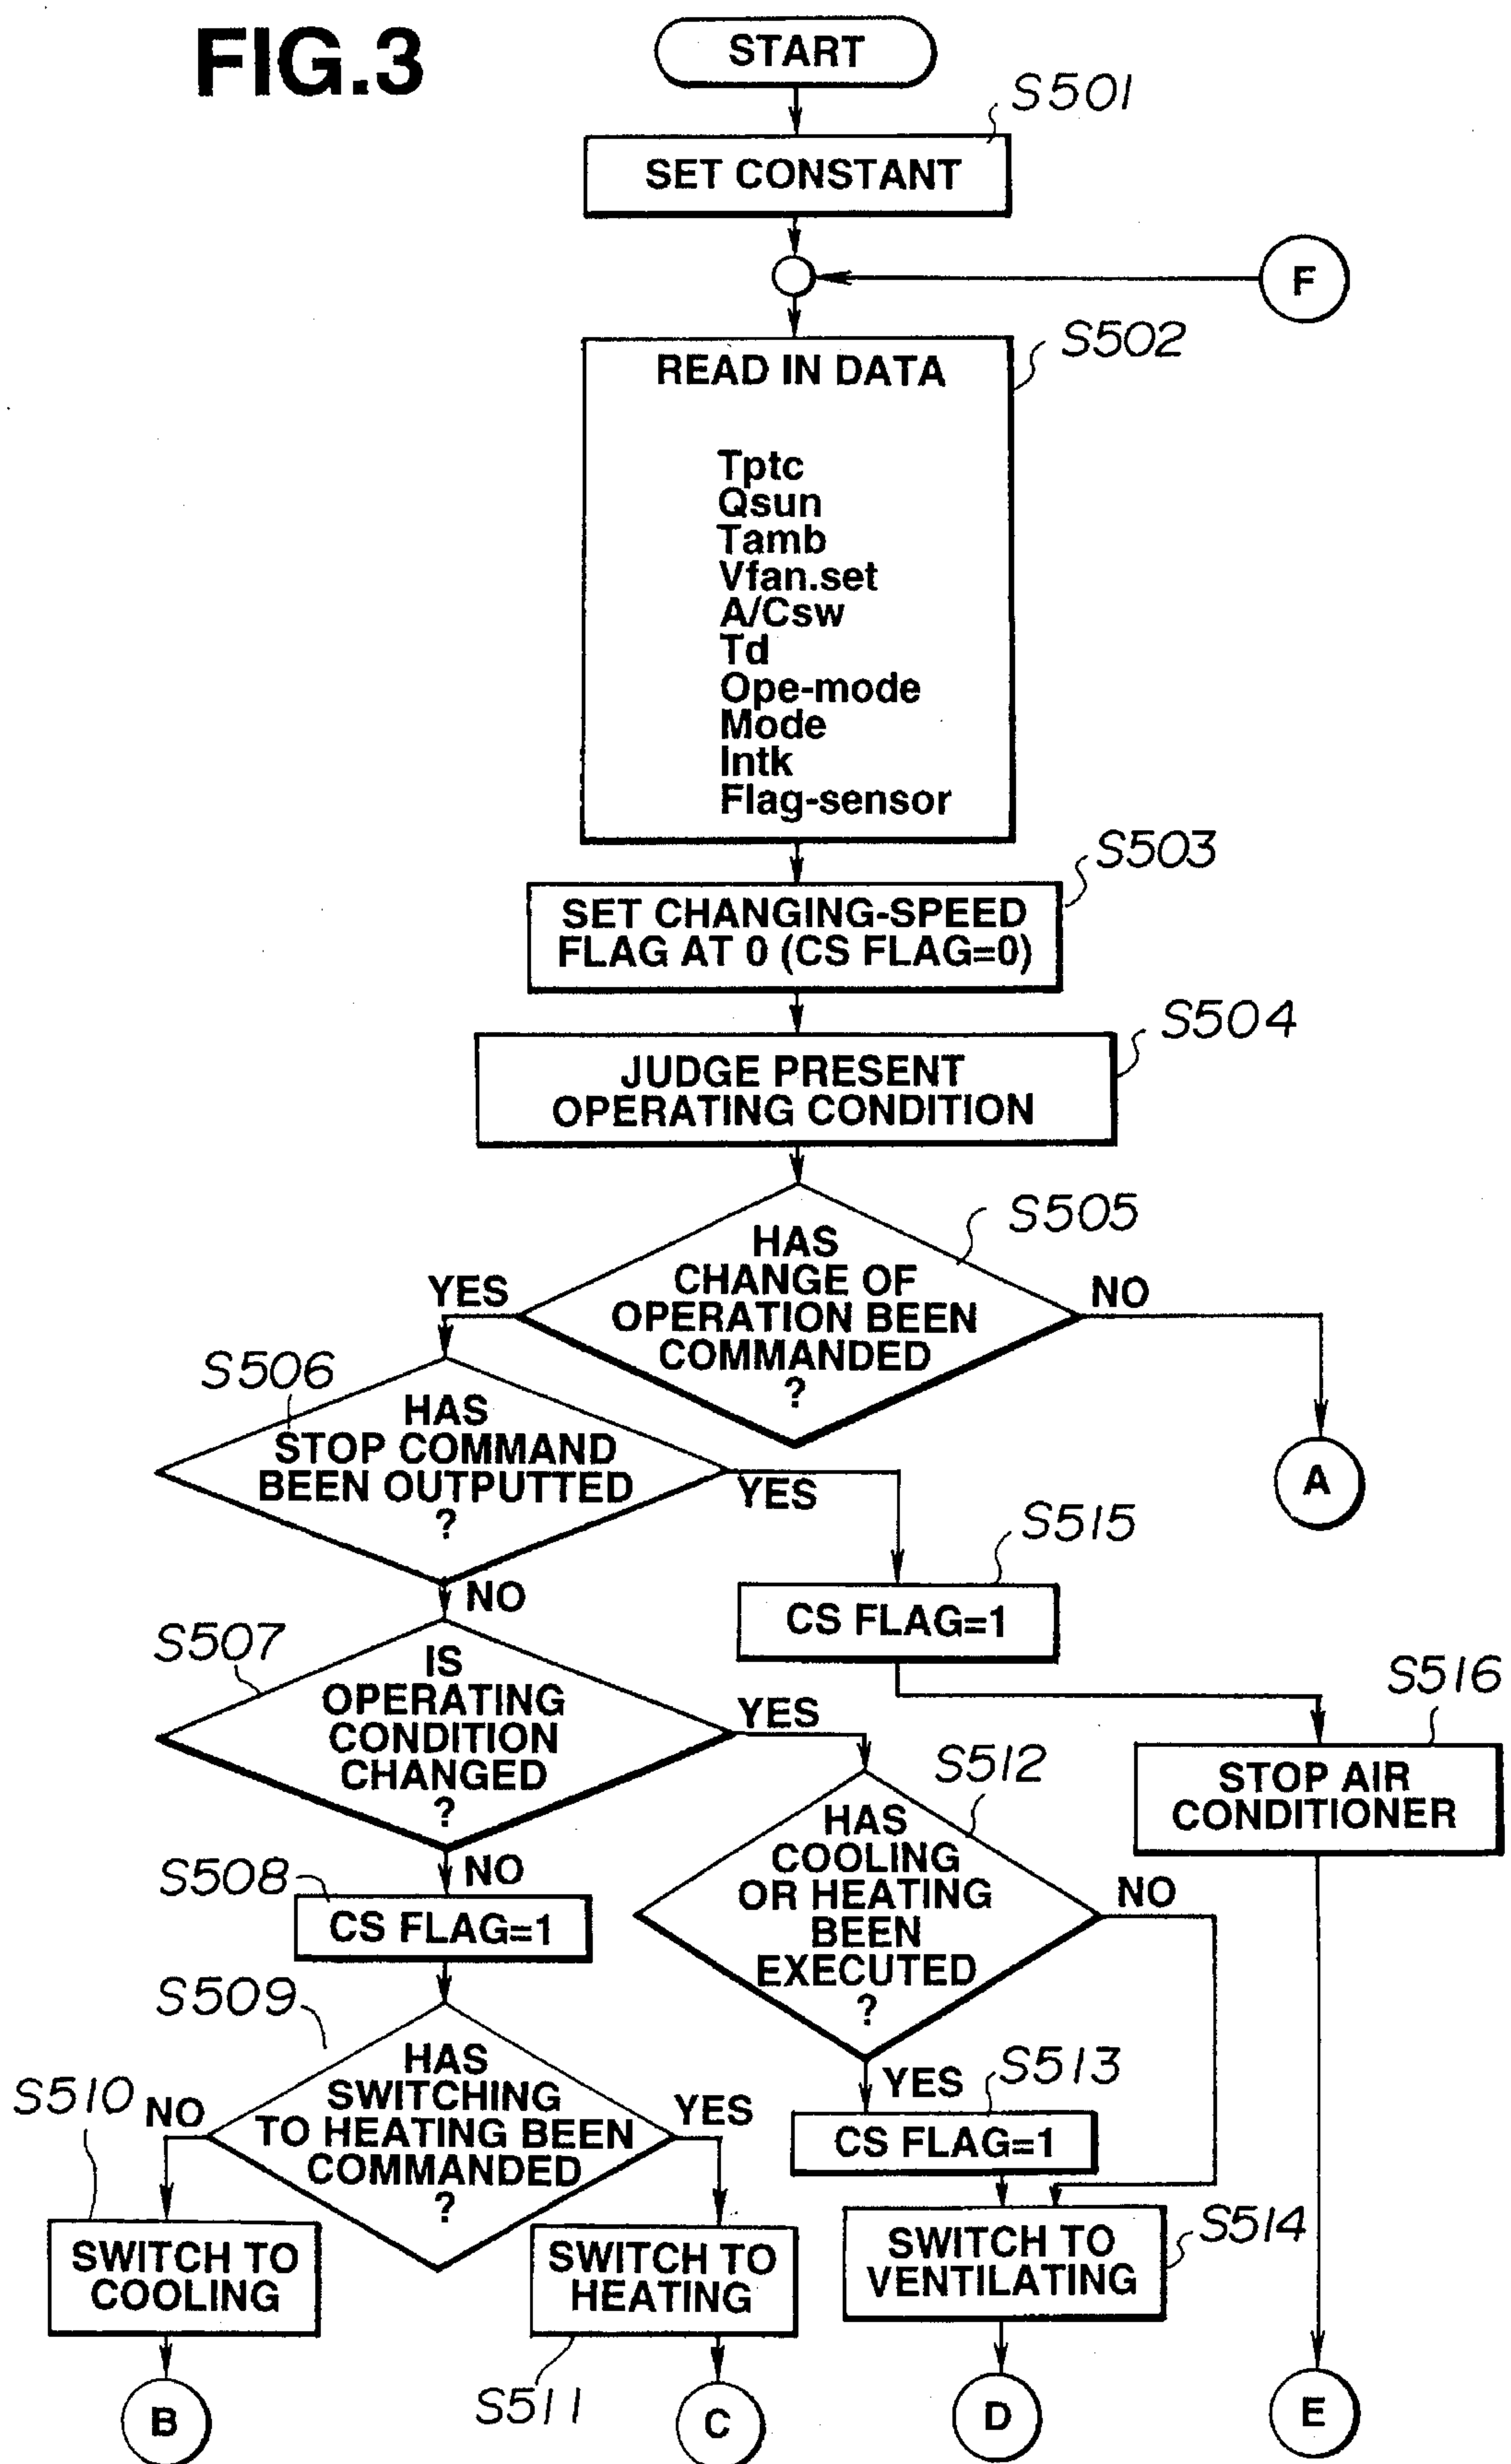 FIG.3
START
S501
SET CONSTANT
F
S502
READ IN DATA
Tptc
Qsun
Tamb
Vfan.set
A/Csw
Td
Ope-mode
Mode
Intk
Flag-sensor
S503
SET CHANGING-SPEED
FLAG AT 0 (CS FLAG=0)
S504
JUDGE PRESENT
OPERATING CONDITION
S505
HAS
CHANGE OF
OPERATION BEEN
COMMANDED
?
YES
NO
A
S506
HAS
STOP COMMAND
BEEN OUTPUTTED
?
YES
NO
S515
CS FLAG=1
S516
STOP AIR
CONDITIONER
S507
IS
OPERATING
CONDITION
CHANGED
?
YES
NO
S512
HAS
COOLING
OR HEATING
BEEN
EXECUTED
?
NO
YES
S508
CS FLAG=1
S509
HAS
SWITCHING
TO HEATING BEEN
COMMANDED
?
NO
YES
S513
CS FLAG=1
S510
SWITCH TO
COOLING
S511
SWITCH TO
HEATING
S514
SWITCH TO
VENTILATING
B
C
D
E